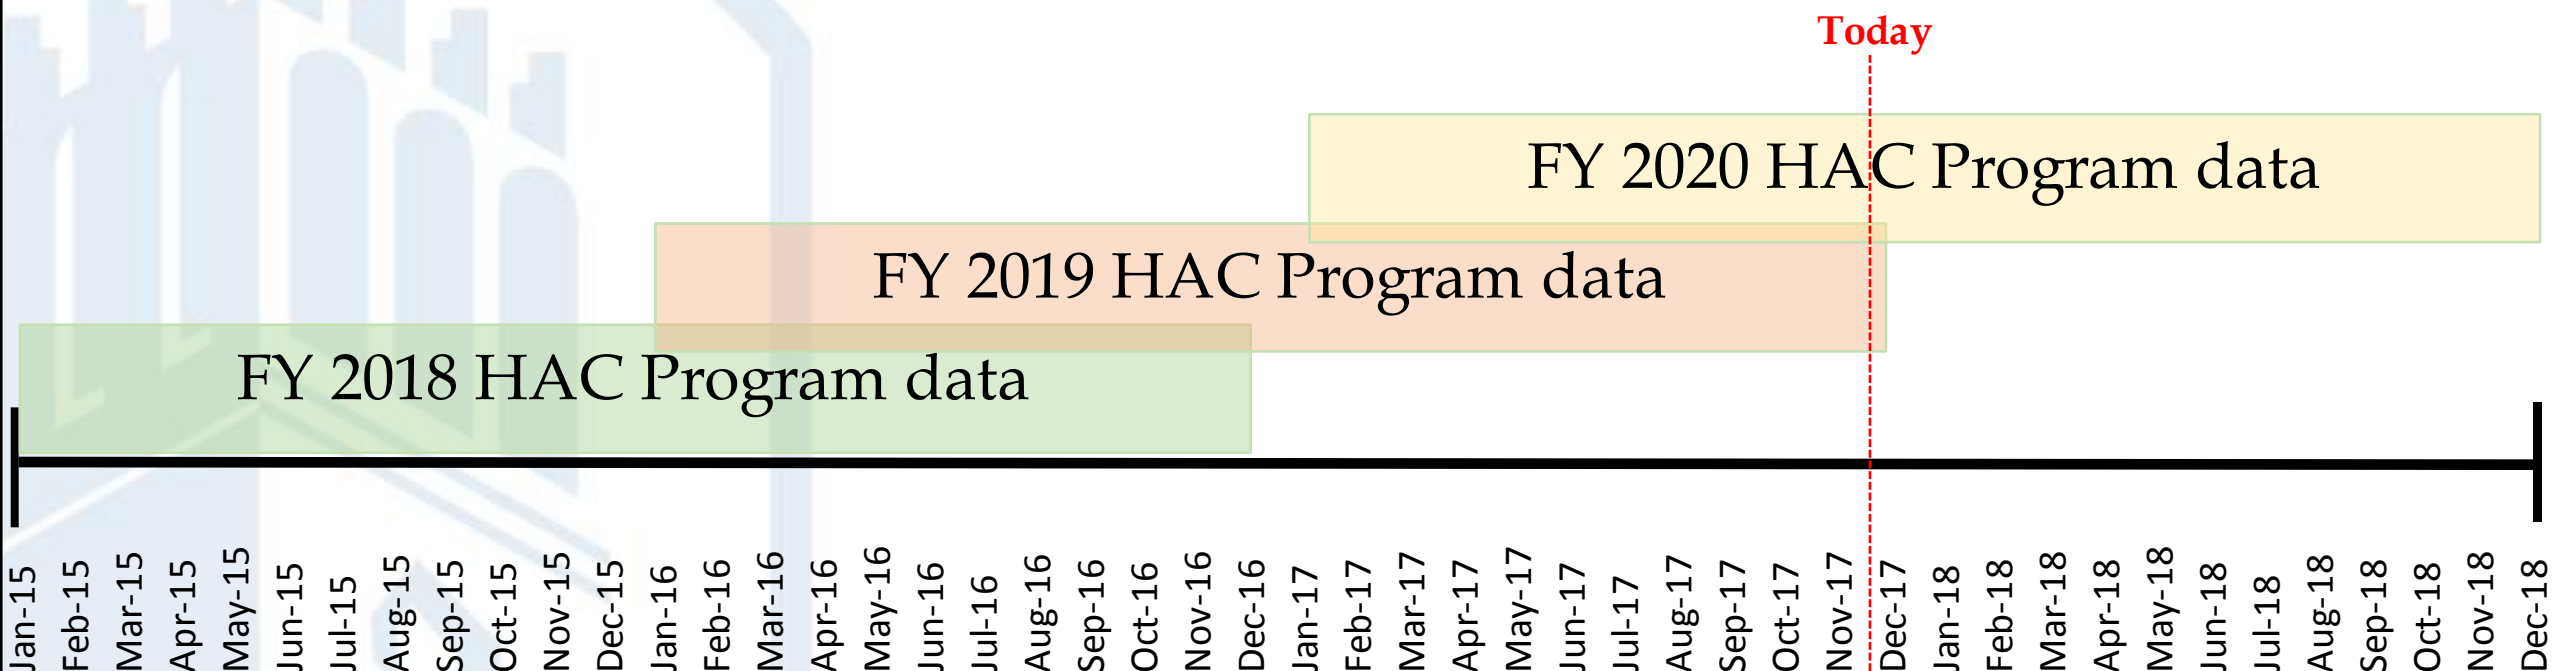 Today
FY 2020 HAC Program data
FY 2019 HAC Program data
FY 2018 HAC Program data
Jan-15
Feb-15
Mar-15
Apr-15
May-15
Jun-15
Jul-15
Aug-15
Sep-15
Oct-15
Nov-15
Dec-15
Jan-16
Feb-16
Mar-16
Apr-16
May-16
Jun-16
Jul-16
Aug-16
Sep-16
Oct-16
Nov-16
Dec-16
Jan-17
Feb-17
Mar-17
Apr-17
May-17
Jun-17
Jul-17
Aug-17
Sep-17
Oct-17
Nov-17
Dec-17
Jan-18
Feb-18
Mar-18
Apr-18
May-18
Jun-18
Jul-18
Aug-18
Sep-18
Oct-18
Nov-18
Dec-18